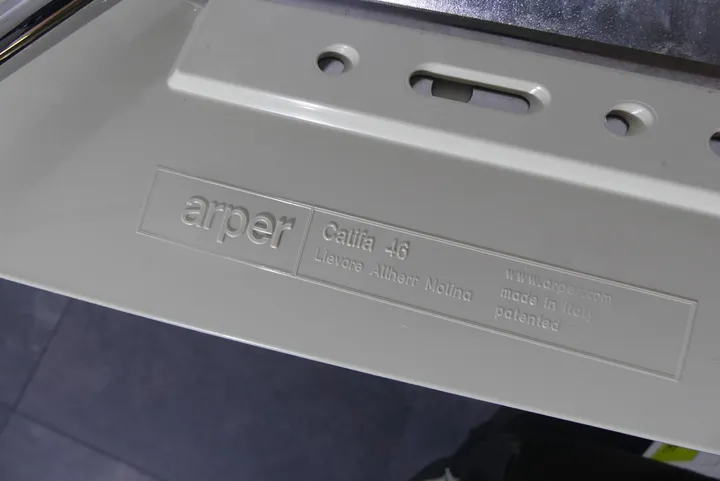 arper
Catifa 46
Lievore Altherr Molina
www.arper.com
made in Italy
patented